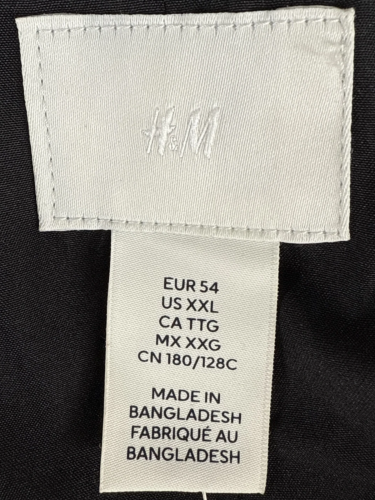 H&M
EUR 54
US XXL
CA TTG
MX XXG
CN 180/128C
MADE IN
BANGLADESH
FABRIQUÉ AU
BANGLADESH